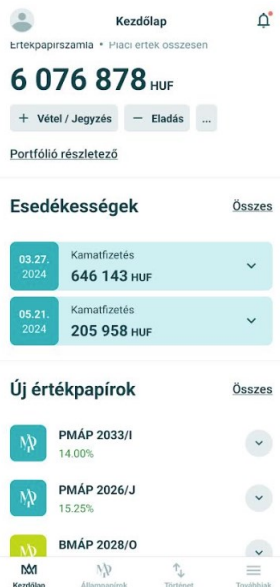 Kezdőlap
Értékpapírszámla • Piaci érték összesen
6 076 878 HUF
+ Vétel / Jegyzés − Eladás ...
Portfólió részletező
Esedékességek Összes
03.27. 2024 Kamatfizetés
646 143 HUF
05.21. 2024 Kamatfizetés
205 958 HUF
Új értékpapírok Összes
PMÁP 2033/I
14.00%
PMÁP 2026/J
15.25%
BMÁP 2028/O
Kezdőlap Állampapírok Történet Továbbiak